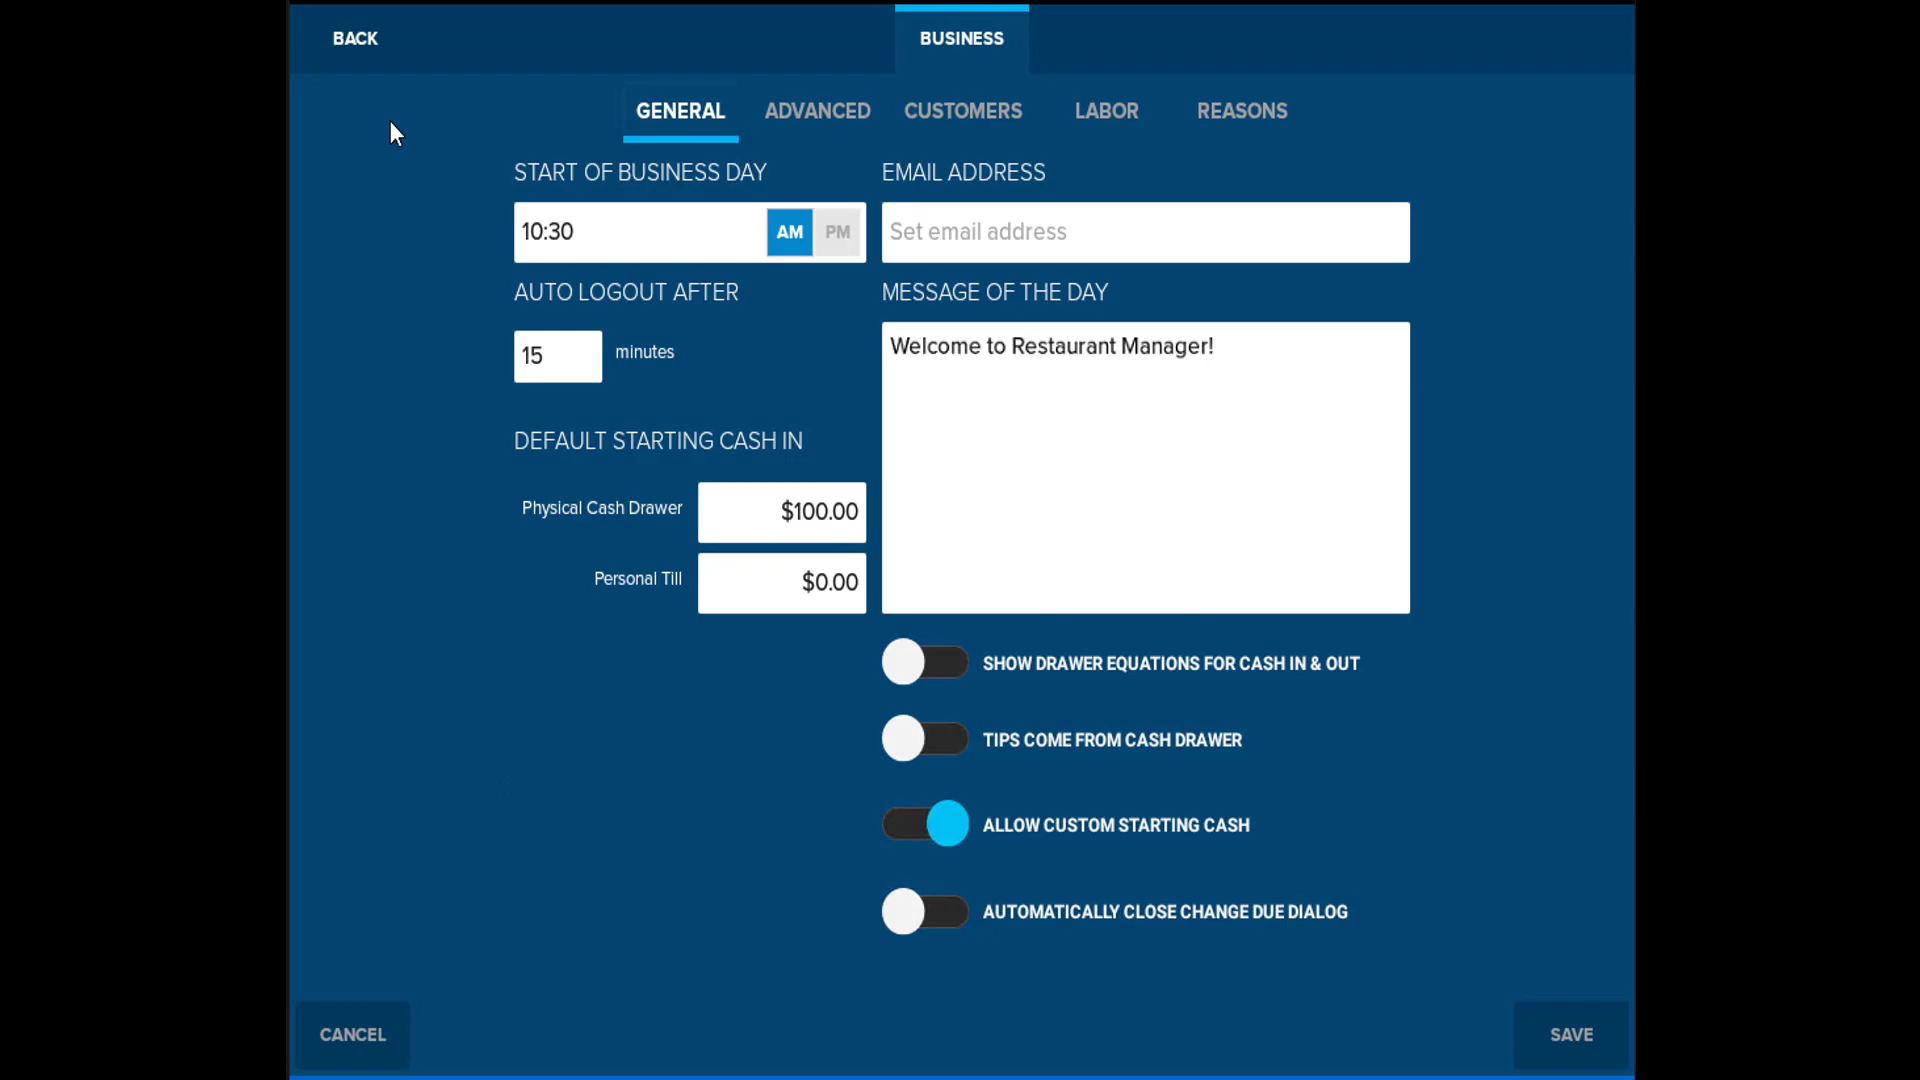 BACK
BUSINESS
GENERAL ADVANCED CUSTOMERS LABOR REASONS
START OF BUSINESS DAY
10:30 AM PM
EMAIL ADDRESS
Set email address
AUTO LOGOUT AFTER
15 minutes
MESSAGE OF THE DAY
Welcome to Restaurant Manager!
DEFAULT STARTING CASH IN
Physical Cash Drawer $100.00
Personal Till $0.00
SHOW DRAWER EQUATIONS FOR CASH IN & OUT
TIPS COME FROM CASH DRAWER
ALLOW CUSTOM STARTING CASH
AUTOMATICALLY CLOSE CHANGE DUE DIALOG
CANCEL
SAVE